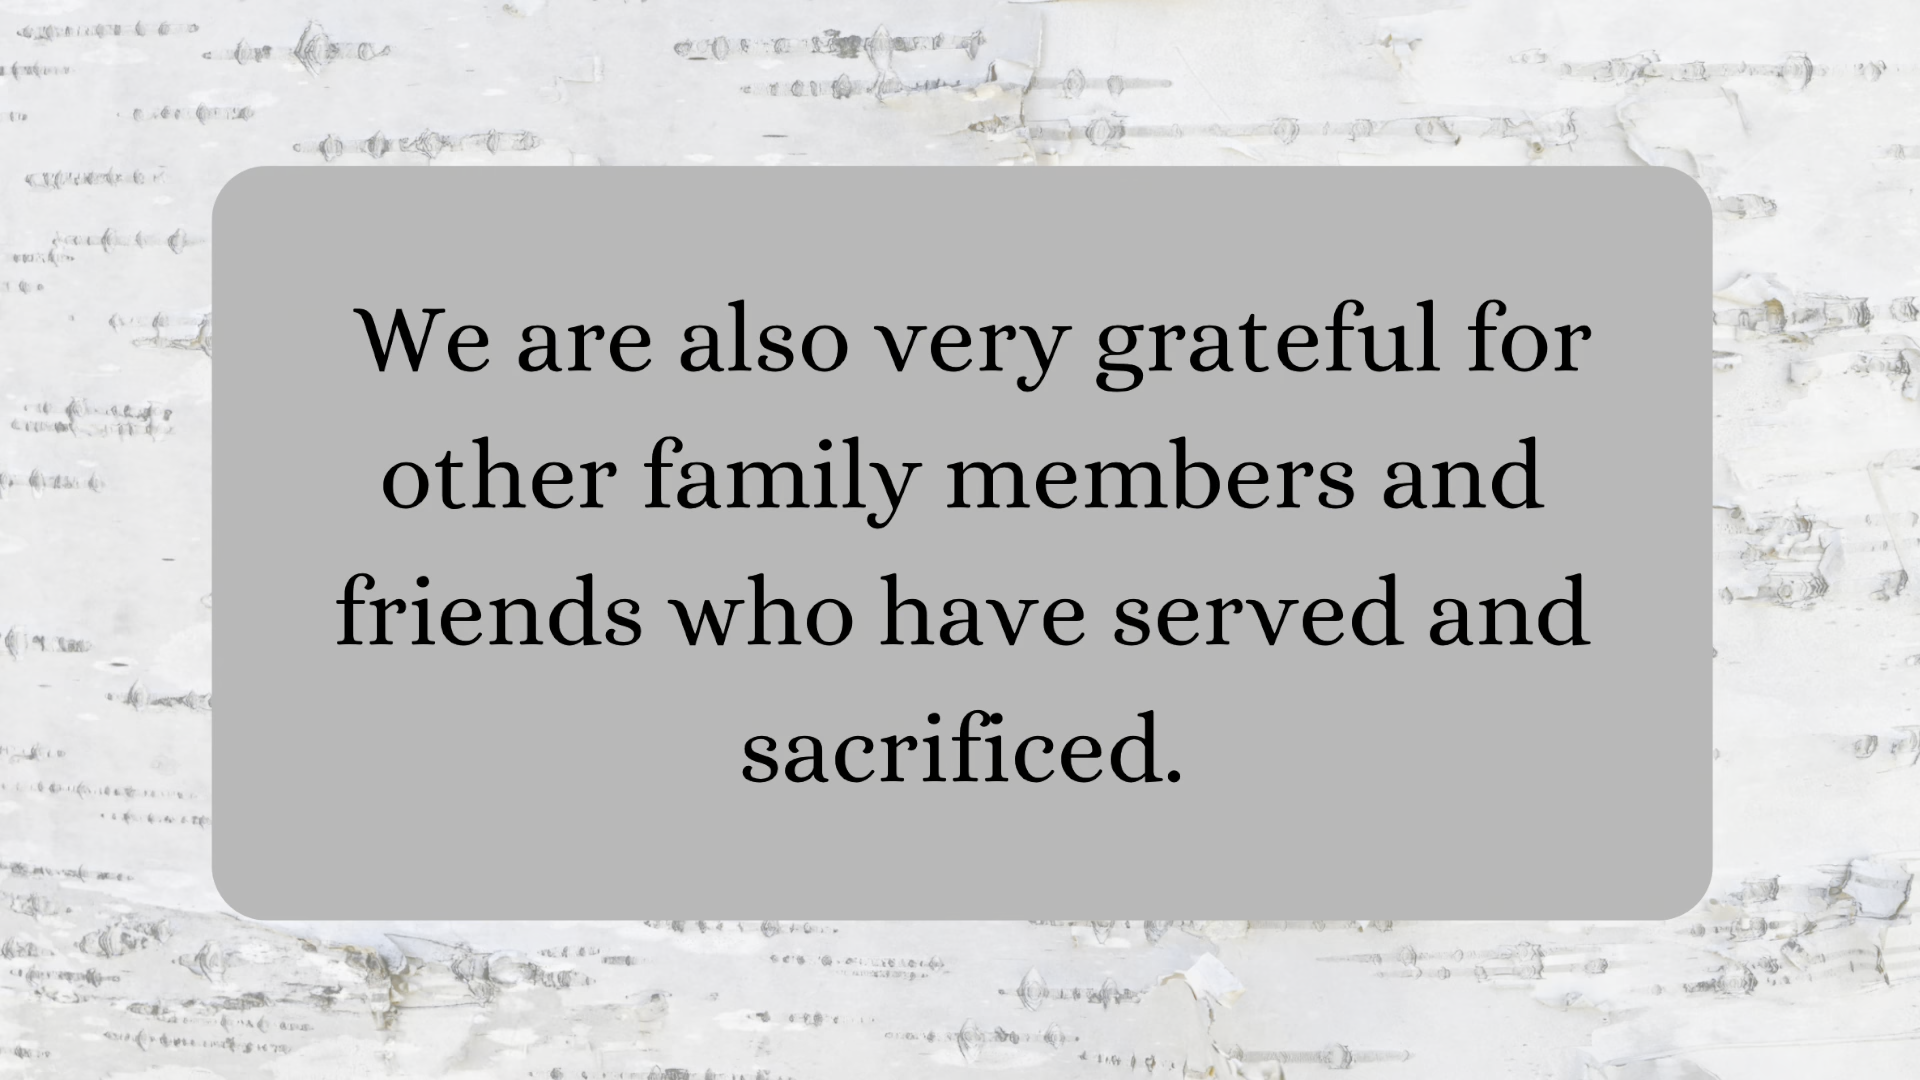 We are also very grateful for
other family members and
friends who have served and
sacrificed.